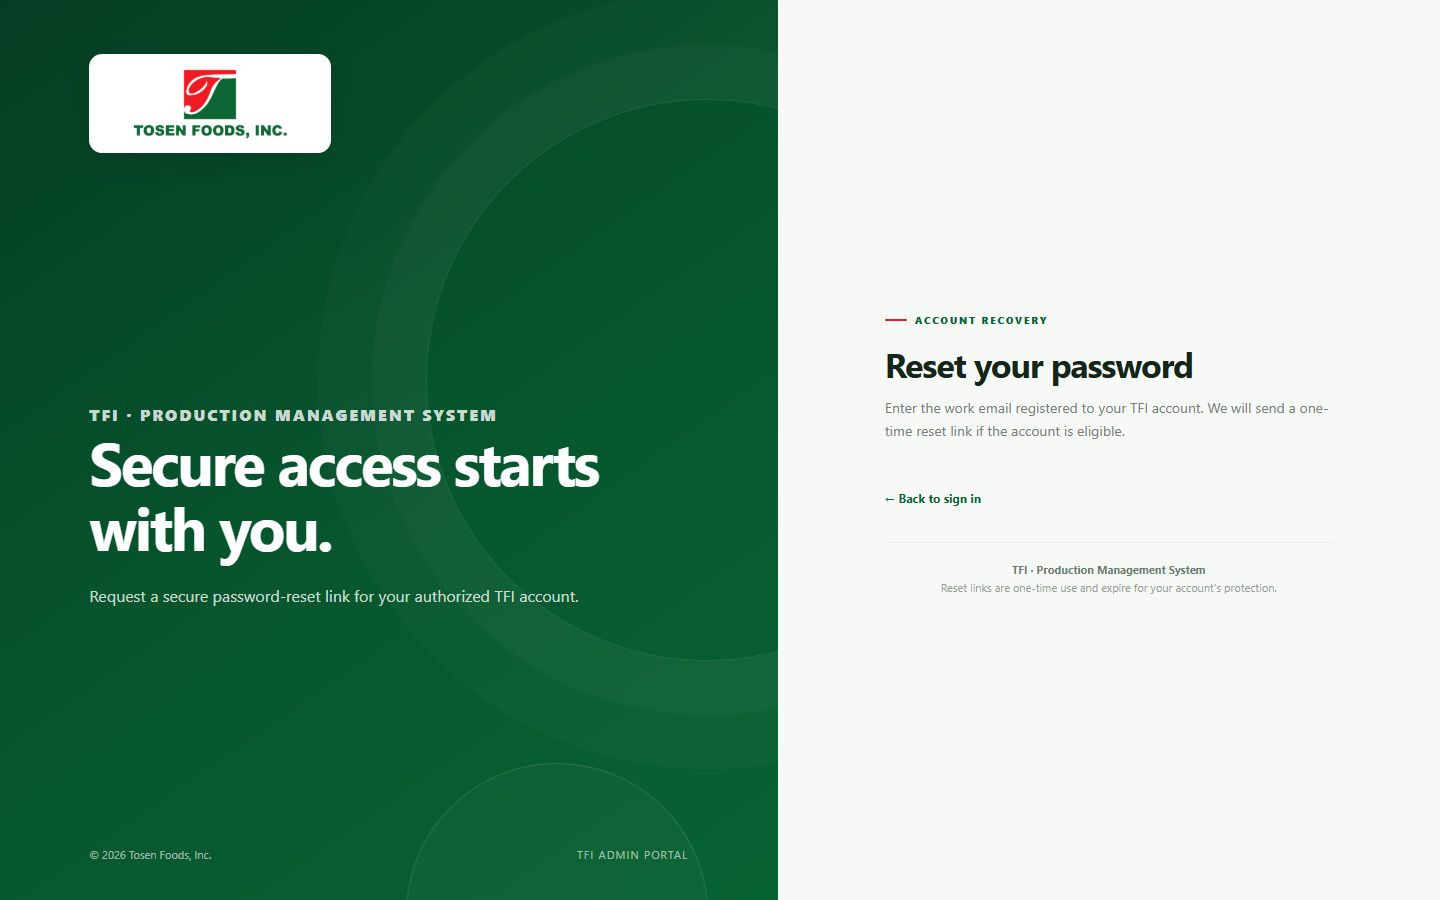 TOSEN FOODS, INC.
TFI · PRODUCTION MANAGEMENT SYSTEM
Secure access starts
with you.
Request a secure password-reset link for your authorized TFI account.
© 2026 Tosen Foods, Inc.
TFI ADMIN PORTAL
ACCOUNT RECOVERY
Reset your password
Enter the work email registered to your TFI account. We will send a one-
time reset link if the account is eligible.
← Back to sign in
TFI · Production Management System
Reset links are one-time use and expire for your account's protection.